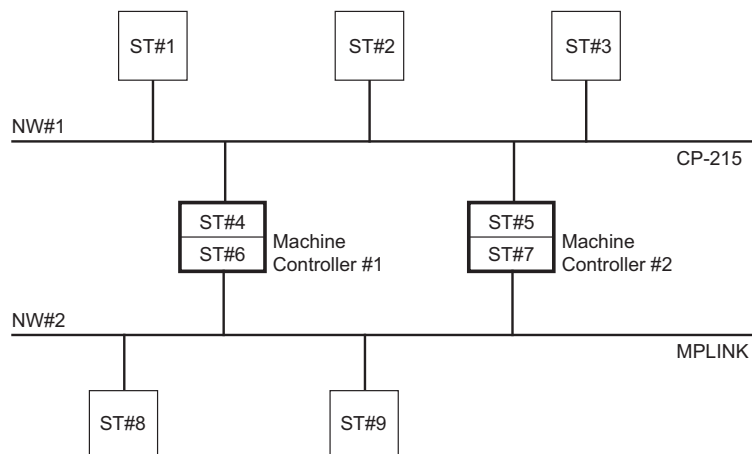 ST#1
ST#2
ST#3
NW#1
CP-215
ST#4
ST#6
Machine
Controller #1
ST#5
ST#7
Machine
Controller #2
NW#2
MPLINK
ST#8
ST#9